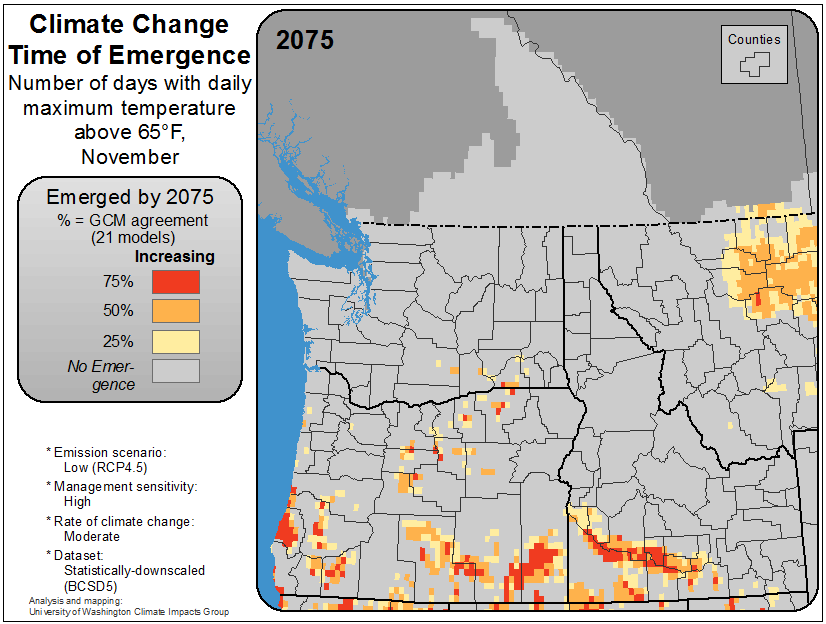 Climate Change
Time of Emergence
Number of days with daily
maximum temperature
above 65°F,
November
Emerged by 2075
% = GCM agreement
(21 models)
Increasing
75%
50%
25%
No Emer-
gence
* Emission scenario:
Low (RCP4.5)
* Management sensitivity:
High
* Rate of climate change:
Moderate
* Dataset:
Statistically-downscaled
(BCSD5)
Analysis and mapping:
University of Washington Climate Impacts Group
2075
Counties